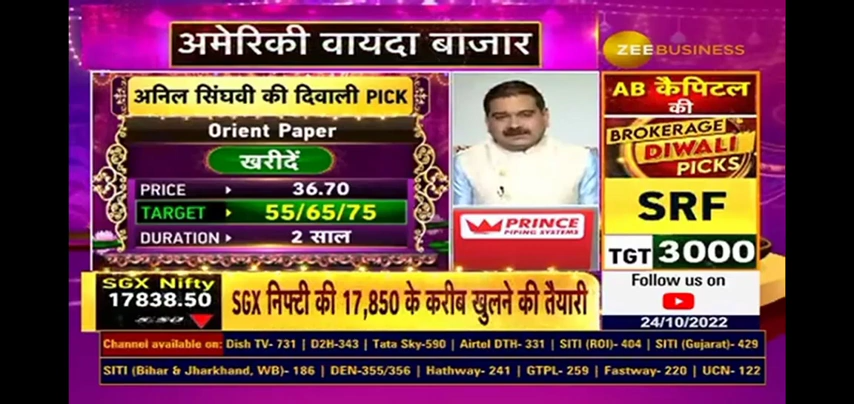 अमेरिकी वायदा बाजार
ZEEBUSINESS
अनिल सिंघवी की दिवाली PICK
Orient Paper
खरीदें
PRICE 36.70
TARGET 55/65/75
DURATION 2 साल
PRINCE
PIPING SYSTEMS
AB कैपिटल
की
BROKERAGE
DIWALI
PICKS
SRF
TGT 3000
Follow us on
24/10/2022
SGX Nifty
17838.50
5.50
SGX निफ्टी की 17,850 के करीब खुलने की तैयारी
Channel available on: Dish TV- 731 | D2H-343 | Tata Sky-590 | Airtel DTH- 331 | SITI (ROI)- 404 | SITI (Gujarat)- 429
SITI (Bihar & Jharkhand, WB)- 186 | DEN-355/356 | Hathway- 241 | GTPL- 259 | Fastway- 220 | UCN- 122